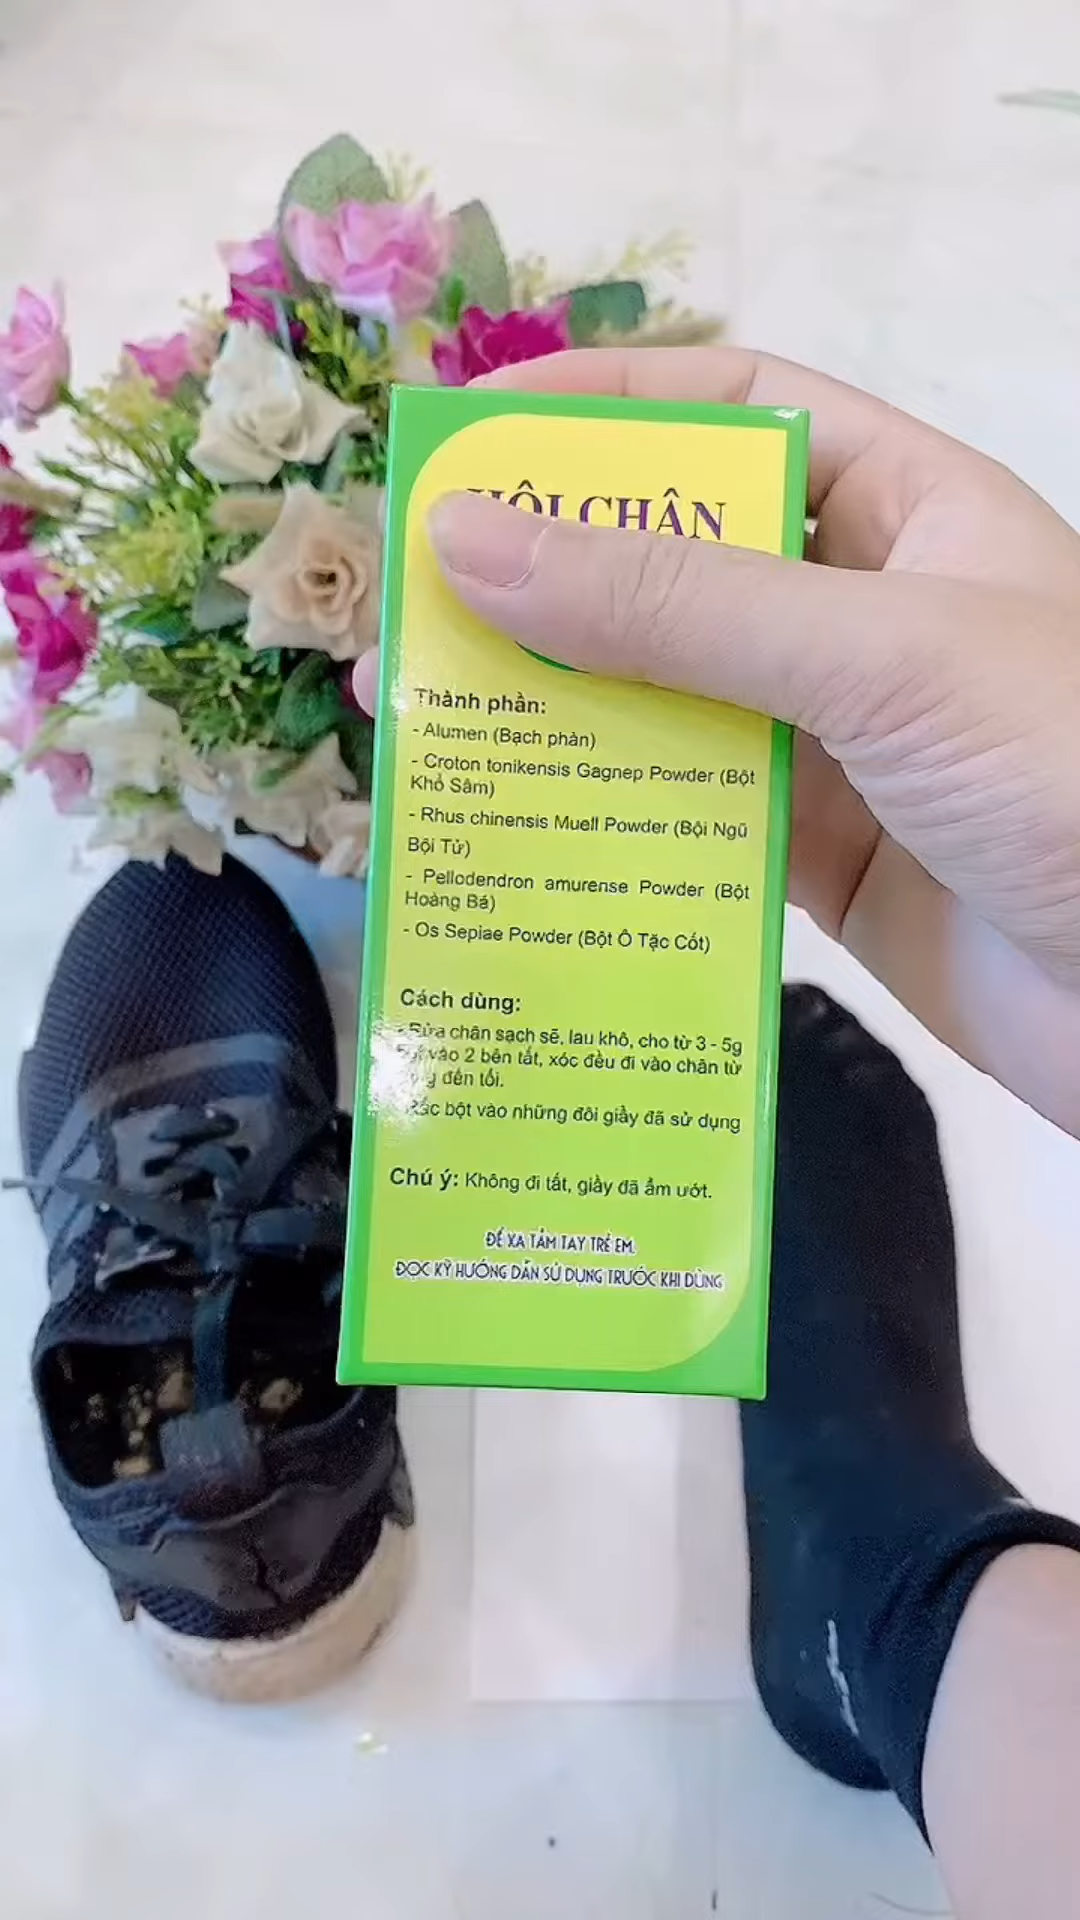 HÔI CHÂN
Thành phần:
- Alumen (Bạch phàn)
- Croton tonikensis Gagnep Powder (Bột
Khổ Sâm)
- Rhus chinensis Muell Powder (Bội Ngũ
Bội Tử)
- Pellodendron amurense Powder (Bột
Hoàng Bá)
- Os Sepiae Powder (Bột Ô Tặc Cốt)
Cách dùng:
- Rửa chân sạch sẽ, lau khô, cho từ 3 - 5g
bột vào 2 bên tất, xóc đều đi vào chân từ
đến tối.
Rắc bột vào những đôi giầy đã sử dụng
Chú ý: Không đi tất, giầy đã ẩm ướt.
ĐỂ XA TẦM TAY TRẺ EM.
ĐỌC KỸ HƯỚNG DẪN SỬ DỤNG TRƯỚC KHI DÙNG